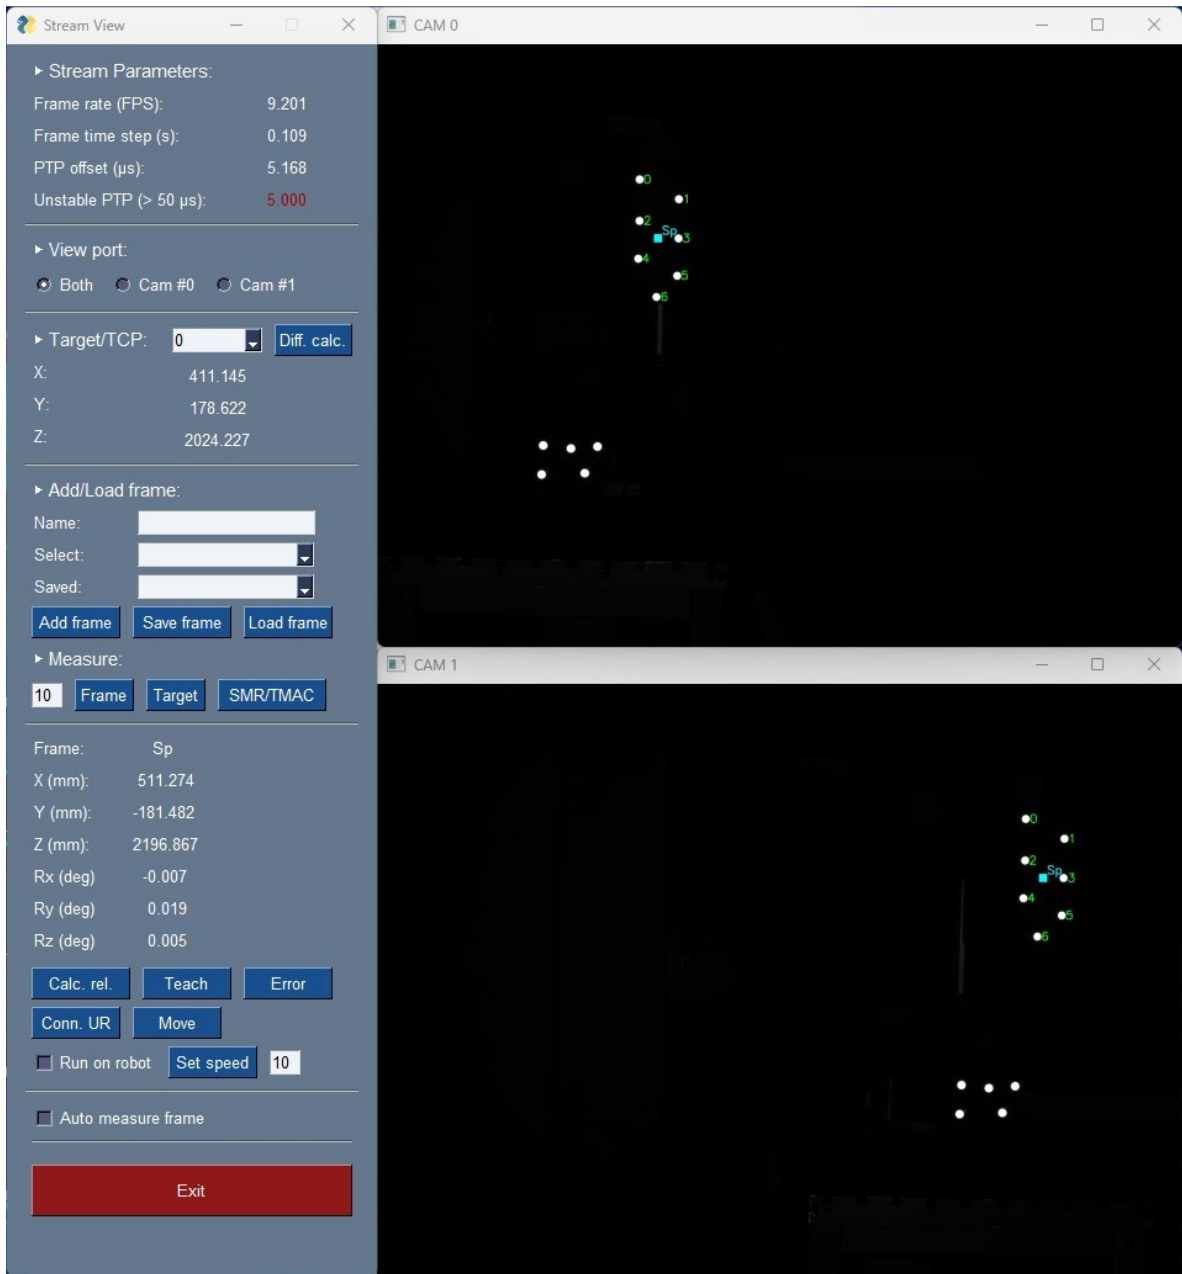 Stream View
▸ Stream Parameters:
Frame rate (FPS): 9.201
Frame time step (s): 0.109
PTP offset (µs): 5.168
Unstable PTP (> 50 µs): 5.000
▸ View port:
Both Cam #0 Cam #1
▸ Target/TCP: 0 Diff. calc.
X: 411.145
Y: 178.622
Z: 2024.227
▸ Add/Load frame:
Name:
Select:
Saved:
Add frame Save frame Load frame
▸ Measure:
10 Frame Target SMR/TMAC
Frame: Sp
X (mm): 511.274
Y (mm): -181.482
Z (mm): 2196.867
Rx (deg) -0.007
Ry (deg) 0.019
Rz (deg) 0.005
Calc. rel. Teach Error
Conn. UR Move
Run on robot Set speed 10
Auto measure frame
Exit
CAM 0
0
1
2
Sp
3
4
5
6
CAM 1
0
1
2
Sp
3
4
5
6